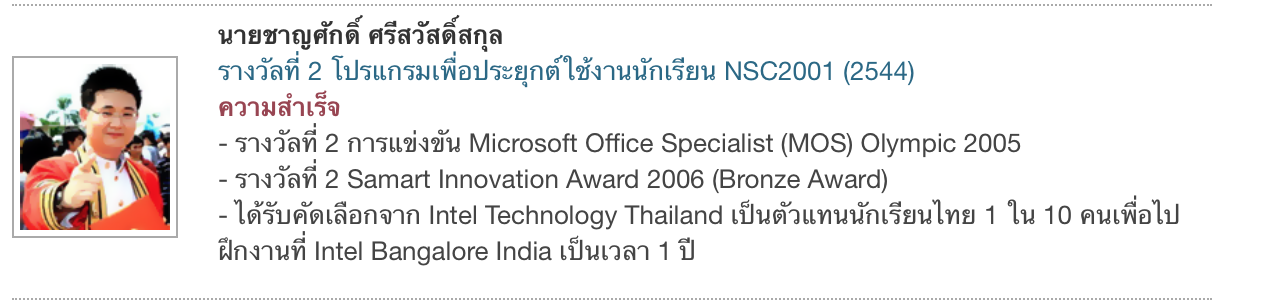 นายชาญศักดิ์ ศรีสวัสดิ์สกุล
รางวัลที่ 2 โปรแกรมเพื่อประยุกต์ใช้งานนักเรียน NSC2001 (2544)
ความสำเร็จ
- รางวัลที่ 2 การแข่งขัน Microsoft Office Specialist (MOS) Olympic 2005
- รางวัลที่ 2 Samart Innovation Award 2006 (Bronze Award)
- ได้รับคัดเลือกจาก Intel Technology Thailand เป็นตัวแทนนักเรียนไทย 1 ใน 10 คนเพื่อไป
ฝึกงานที่ Intel Bangalore India เป็นเวลา 1 ปี